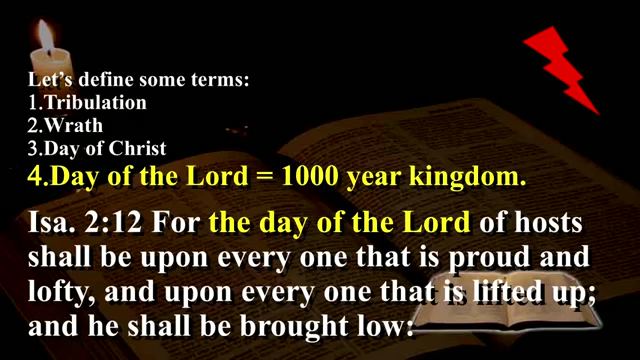 Let's define some terms:
1.Tribulation
2.Wrath
3.Day of Christ
4.Day of the Lord = 1000 year kingdom.
Isa. 2:12 For the day of the Lord of hosts
shall be upon every one that is proud and
lofty, and upon every one that is lifted up;
and he shall be brought low: